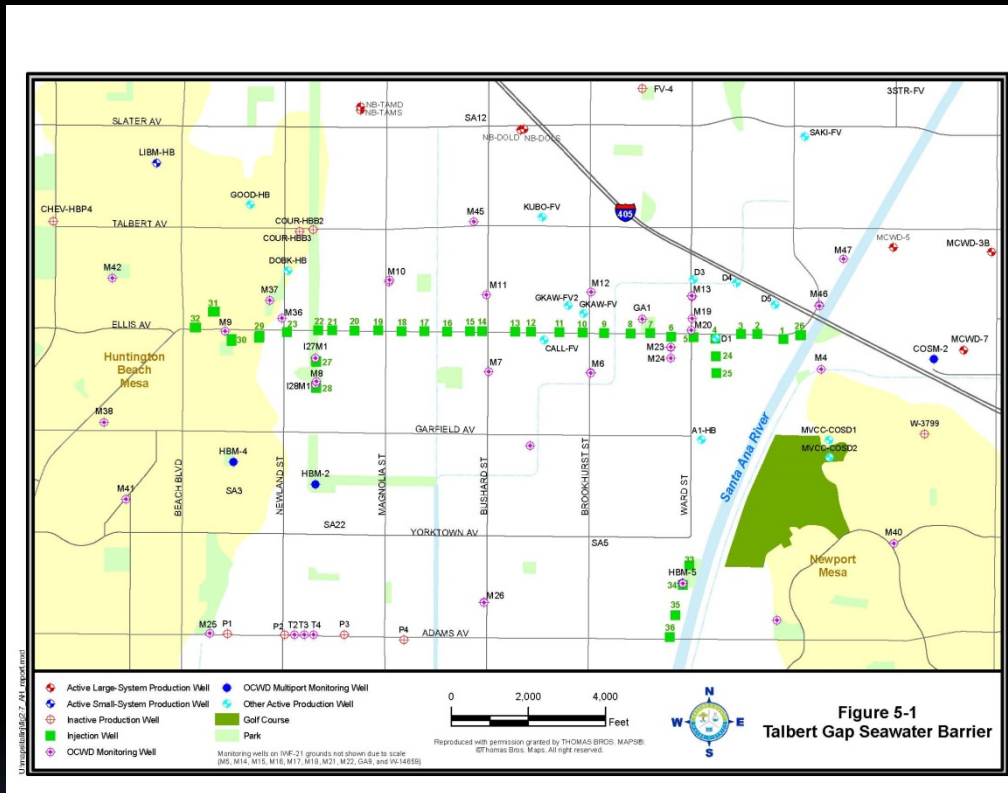 NB-TAMD
NB-TAMS
FV-4
3STR-FV
SLATER AV
SA12
NB-DOLD
NB-DOLS
SAKI-FV
LIBM-HB
GOOD-HB
CHEV-HBP4
TALBERT AV
COUR-HBB2
COUR-HBB3
M45
KUBO-FV
405
MCWD-5
MCWD-3B
M47
DOBK-HB
M42
M10
D3
D4
M37
M11
M12
M13
D5
M46
GKAW-FV2
GKAW-FV
GA1
M19
M20
31
M36
32
M9
ELLIS AV
30
29
23
22
21
20
19
18
17
16
15
14
13
12
11
10
9
8
7
6
5
4
3
2
1
26
D1
CALL-FV
I27M1
27
M23
M24
24
25
M8
I28M1
28
M7
M6
M4
COSM-2
MCWD-7
Huntington
Beach
Mesa
M38
GARFIELD AV
A1-HB
MVCC-COSD1
MVCC-COSD2
W-3799
HBM-4
HBM-2
SA3
M41
BEACH BLVD
NEWLAND ST
MAGNOLIA ST
BUSHARD ST
BROOKHURST ST
WARD ST
Santa Ana River
SA22
YORKTOWN AV
SA5
M40
Newport
Mesa
33
HBM-5
34
35
36
M26
M25
P1
P2
T2
T3
T4
P3
P4
ADAMS AV
Active Large-System Production Well
Active Small-System Production Well
Inactive Production Well
Injection Well
OCWD Monitoring Well
OCWD Multiport Monitoring Well
Other Active Production Well
Golf Course
Park
Monitoring wells on IWF-21 grounds not shown due to scale
0 2,000 4,000
Feet
Reproduced with permission granted by THOMAS BROS. MAPS®.
©Thomas Bros. Maps. All right reserved.
N
W
E
S
Figure 5-1
Talbert Gap Seawater Barrier